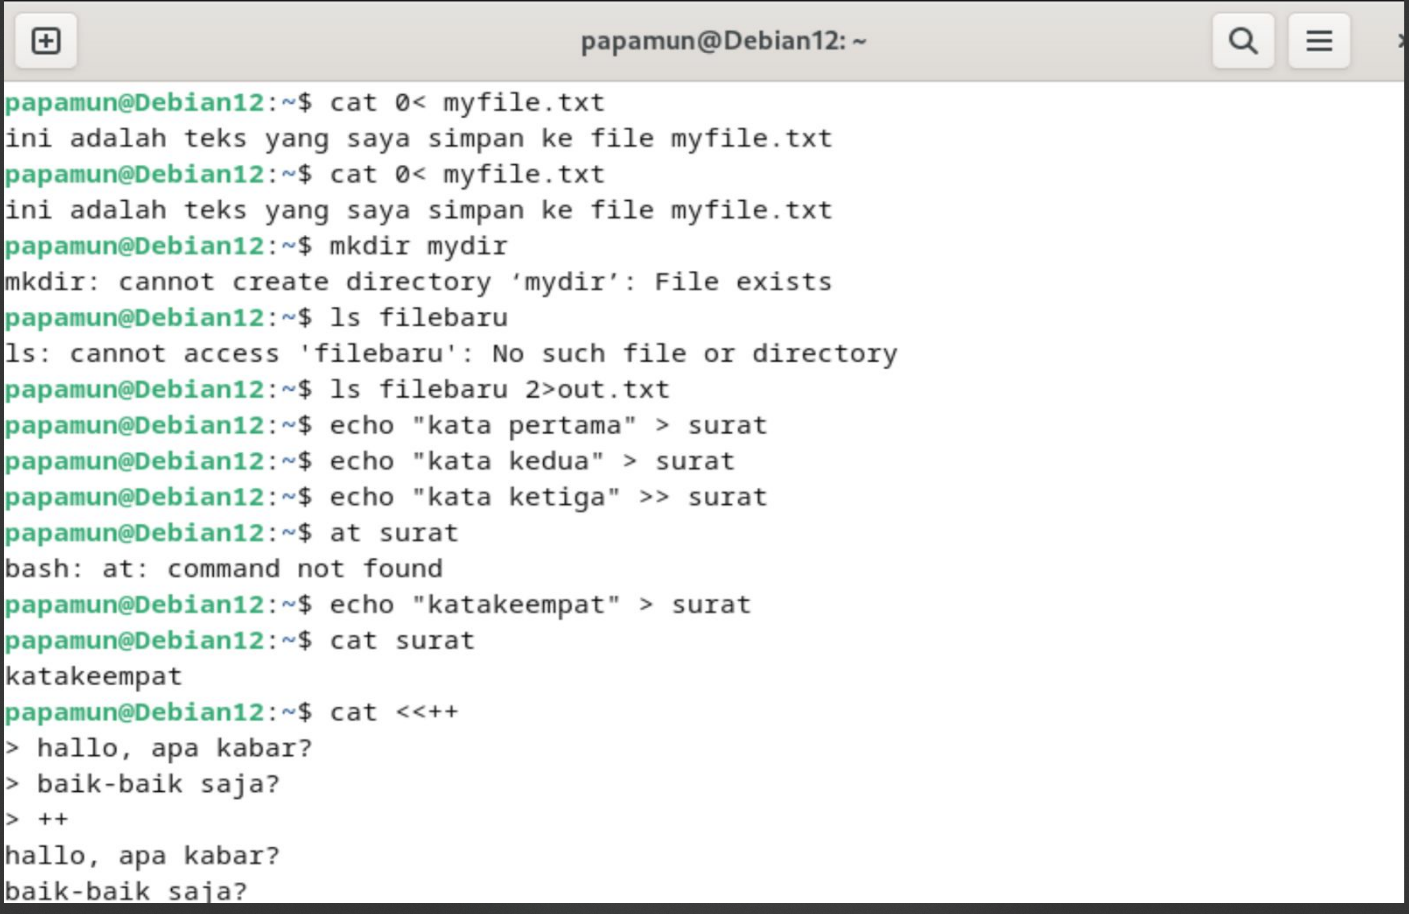 papamun@Debian12: ~
papamun@Debian12:~$ cat 0< myfile.txt
ini adalah teks yang saya simpan ke file myfile.txt
papamun@Debian12:~$ cat 0< myfile.txt
ini adalah teks yang saya simpan ke file myfile.txt
papamun@Debian12:~$ mkdir mydir
mkdir: cannot create directory ‘mydir’: File exists
papamun@Debian12:~$ ls filebaru
ls: cannot access 'filebaru': No such file or directory
papamun@Debian12:~$ ls filebaru 2>out.txt
papamun@Debian12:~$ echo "kata pertama" > surat
papamun@Debian12:~$ echo "kata kedua" > surat
papamun@Debian12:~$ echo "kata ketiga" >> surat
papamun@Debian12:~$ at surat
bash: at: command not found
papamun@Debian12:~$ echo "katakeempat" > surat
papamun@Debian12:~$ cat surat
katakeempat
papamun@Debian12:~$ cat <<++
> hallo, apa kabar?
> baik-baik saja?
> ++
hallo, apa kabar?
baik-baik saja?